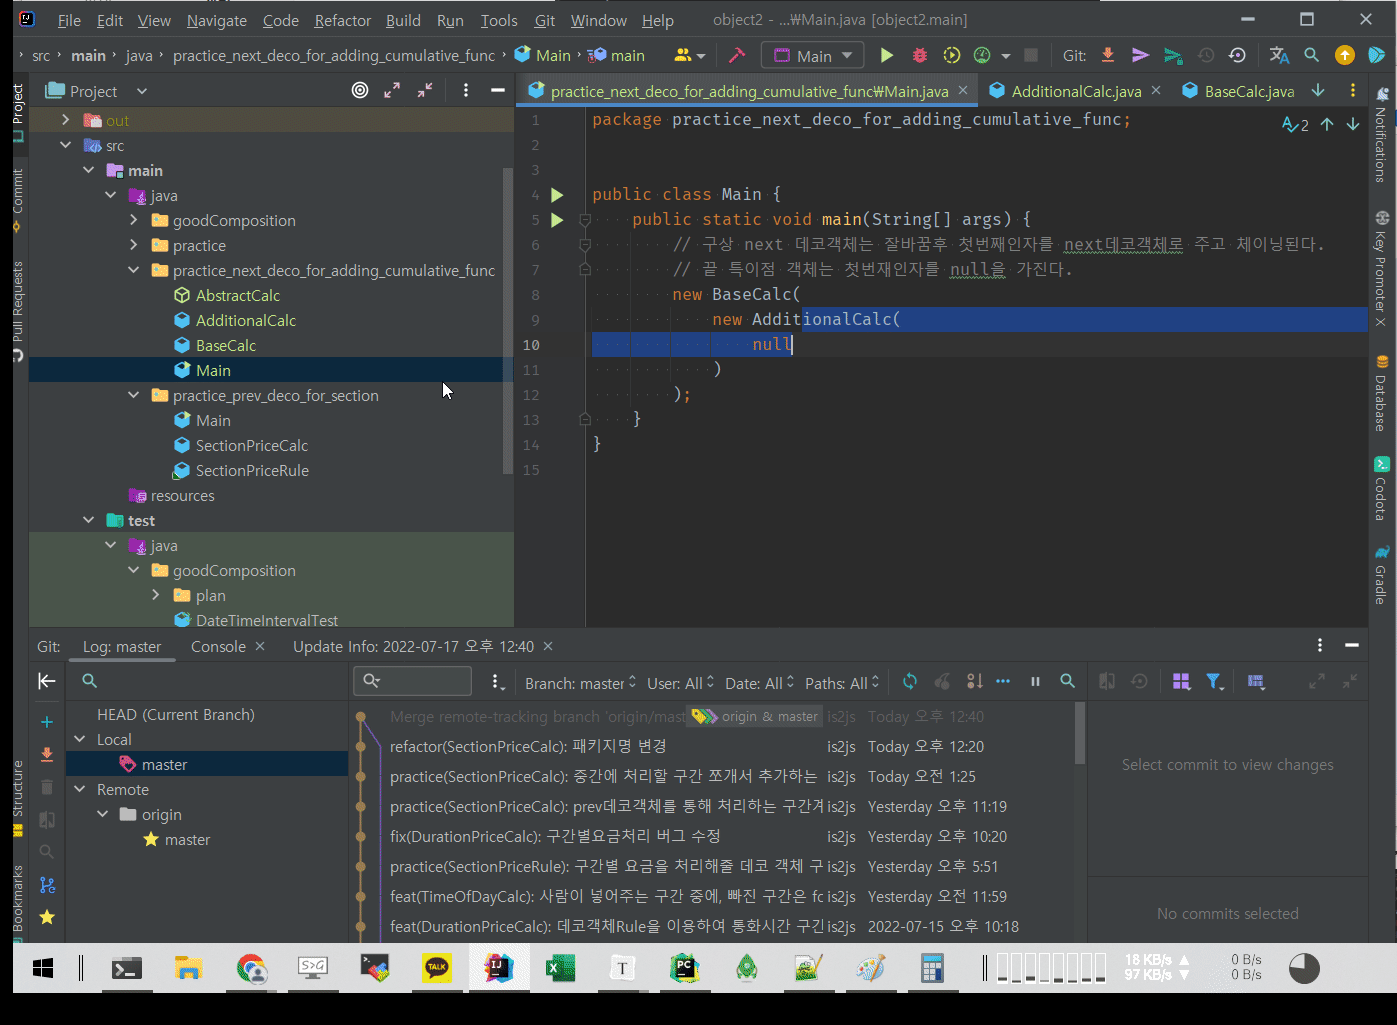 File Edit View Navigate Code Refactor Build Run Tools Git Window Help object2 - ...₩Main.java [object2.main]
src main java practice_next_deco_for_adding_cumulative_func Main main Main Git:
Project
practice_next_deco_for_adding_cumulative_func₩Main.java AdditionalCalc.java BaseCalc.java
Project
Commit
Pull Requests
Structure
Bookmarks
out
src
main
java
goodComposition
practice
practice_next_deco_for_adding_cumulative_func
AbstractCalc
AdditionalCalc
BaseCalc
Main
practice_prev_deco_for_section
Main
SectionPriceCalc
SectionPriceRule
resources
test
java
goodComposition
plan
DateTimeIntervalTest
2
1 package practice_next_deco_for_adding_cumulative_func;
2
3
4 public class Main {
5 public static void main(String[] args) {
6 // 구상 next 데코객체는 잘바꿈후 첫번째인자를 next데코객체로 주고 체이닝된다.
7 // 끝 특이점 객체는 첫번재인자를 null을 가진다.
8 new BaseCalc(
9 new AdditionalCalc(
10 null
11 )
12 );
13 }
14 }
15
Notifications
Key Promoter X
Database
Codota
Gradle
Git: Log: master Console Update Info: 2022-07-17 오후 12:40
Branch: master User: All Date: All Paths: All
HEAD (Current Branch)
Local
master
Remote
origin
master
Merge remote-tracking branch 'origin/mast origin & master is2js Today 오후 12:40
refactor(SectionPriceCalc): 패키지명 변경 is2js Today 오후 12:20
practice(SectionPriceCalc): 중간에 처리할 구간 쪼개서 추가하는 is2js Today 오전 1:25
practice(SectionPriceCalc): prev데코객체를 통해 처리하는 구간계 is2js Yesterday 오후 11:19
fix(DurationPriceCalc): 구간별요금처리 버그 수정 is2js Yesterday 오후 10:20
practice(SectionPriceRule): 구간별 요금을 처리해줄 데코 객체 구 is2js Yesterday 오후 5:51
feat(TimeOfDayCalc): 사람이 넣어주는 구간 중에, 빠진 구간은 fo is2js Yesterday 오전 11:59
feat(DurationPriceCalc): 데코객체Rule을 이용하여 통화시간 구간 is2js 2022-07-15 오후 10:18
Select commit to view changes
No commits selected
S>G
TALK
IJ
T
PC
18 KB/s
97 KB/s
0 B/s
0 B/s